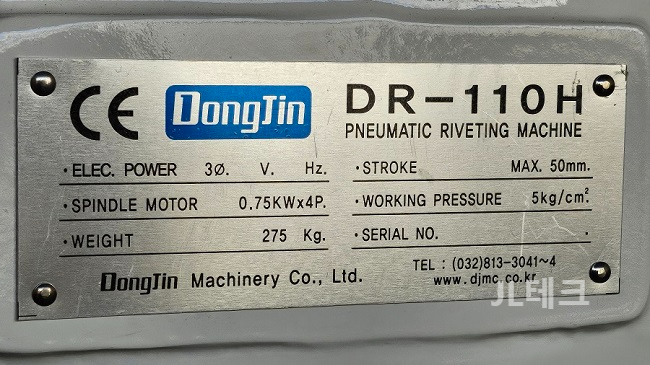 CE DongJin DR-110H
PNEUMATIC RIVETING MACHINE
·ELEC. POWER 3Ø. V. Hz. ·STROKE MAX. 50mm.
·SPINDLE MOTOR 0.75KWx4P. ·WORKING PRESSURE 5kg/cm².
·WEIGHT 275 Kg. ·SERIAL NO. .
DongJin Machinery Co., Ltd. TEL : (032)813-3041~4
www.djmc.co.kr
JL테크